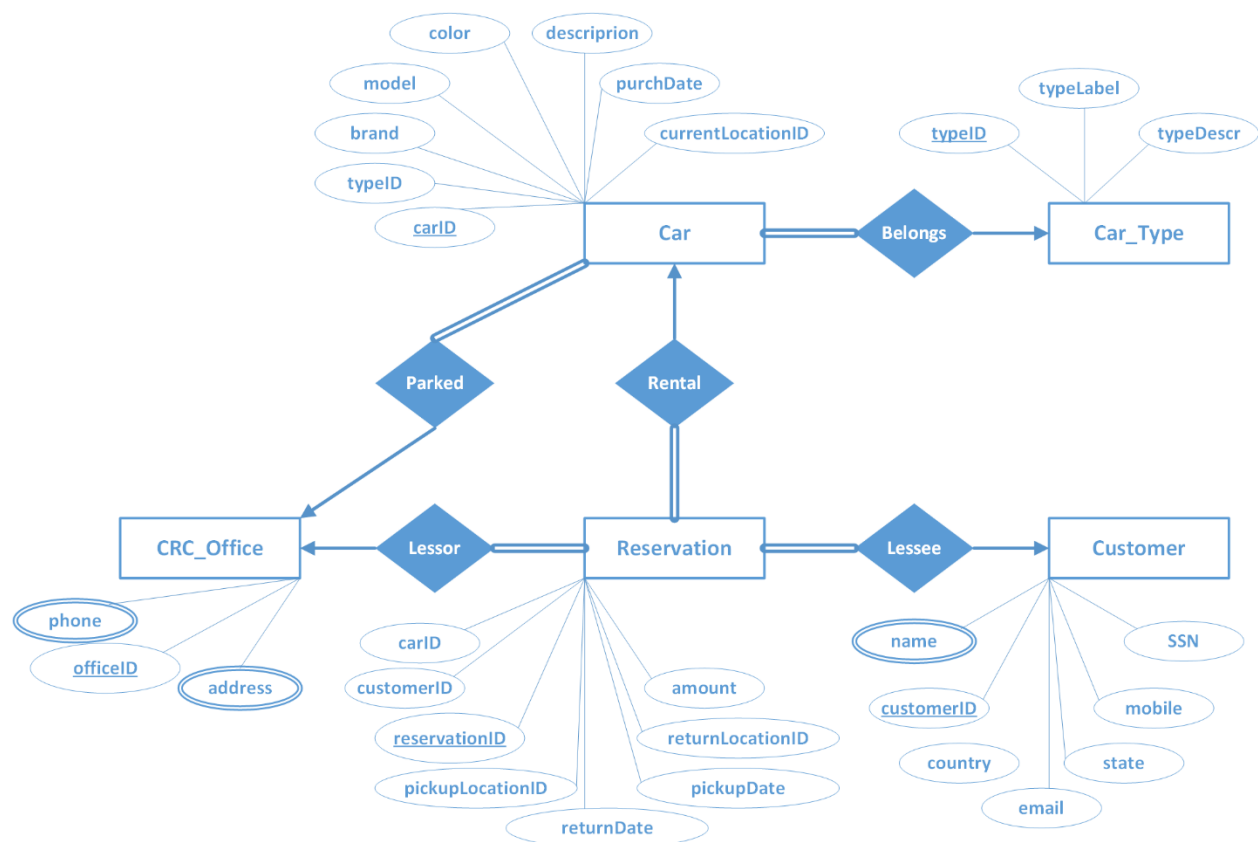 color
descriprion
model
purchDate
typeLabel
brand
currentLocationID
typeID
typeDescr
typeID
carID
Car
Belongs
Car_Type
Parked
Rental
CRC_Office
Lessor
Reservation
Lessee
Customer
phone
officeID
address
carID
customerID
reservationID
pickupLocationID
returnDate
amount
returnLocationID
pickupDate
name
customerID
country
email
SSN
mobile
state